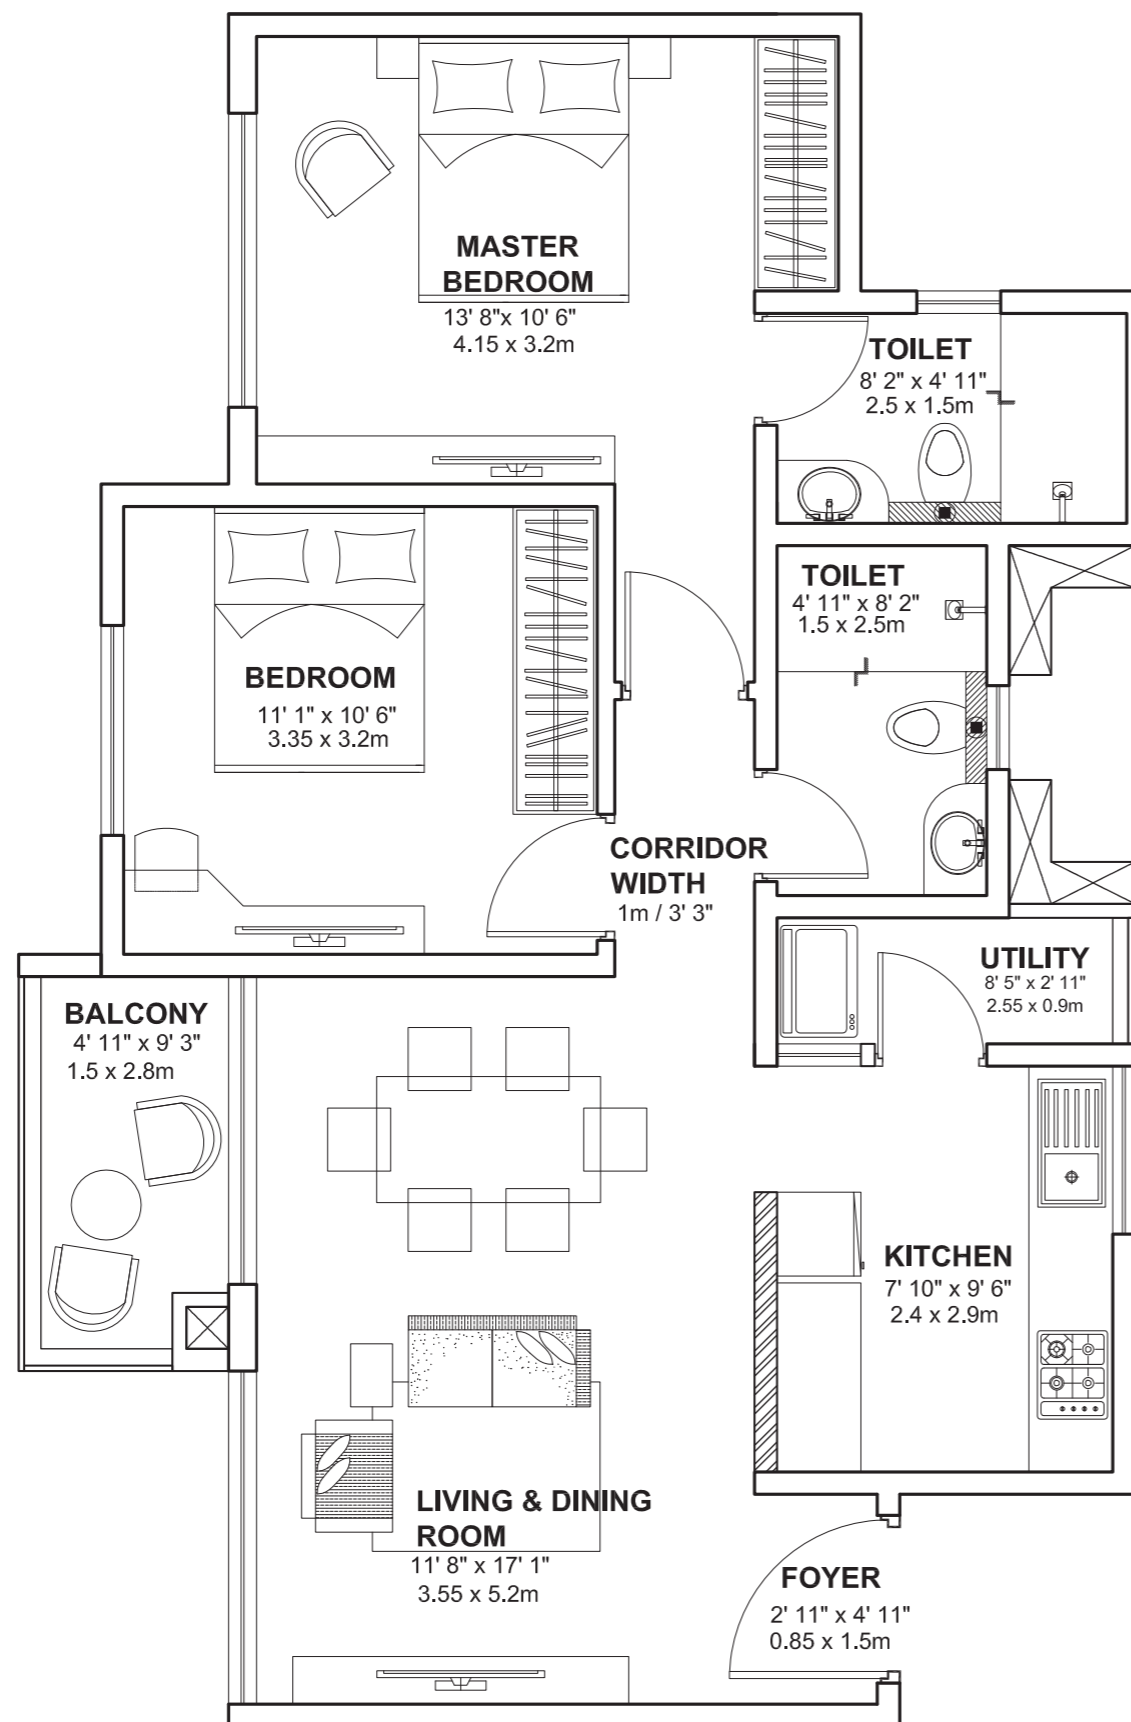 MASTER
BEDROOM
13' 8"x 10' 6"
4.15 x 3.2m
TOILET
8' 2" x 4' 11"
2.5 x 1.5m
TOILET
4' 11" x 8' 2"
1.5 x 2.5m
BEDROOM
11' 1" x 10' 6"
3.35 x 3.2m
CORRIDOR
WIDTH
1m / 3' 3"
UTILITY
8' 5" x 2' 11"
2.55 x 0.9m
BALCONY
4' 11" x 9' 3"
1.5 x 2.8m
KITCHEN
7' 10" x 9' 6"
2.4 x 2.9m
LIVING & DINING
ROOM
11' 8" x 17' 1"
3.55 x 5.2m
FOYER
2' 11" x 4' 11"
0.85 x 1.5m